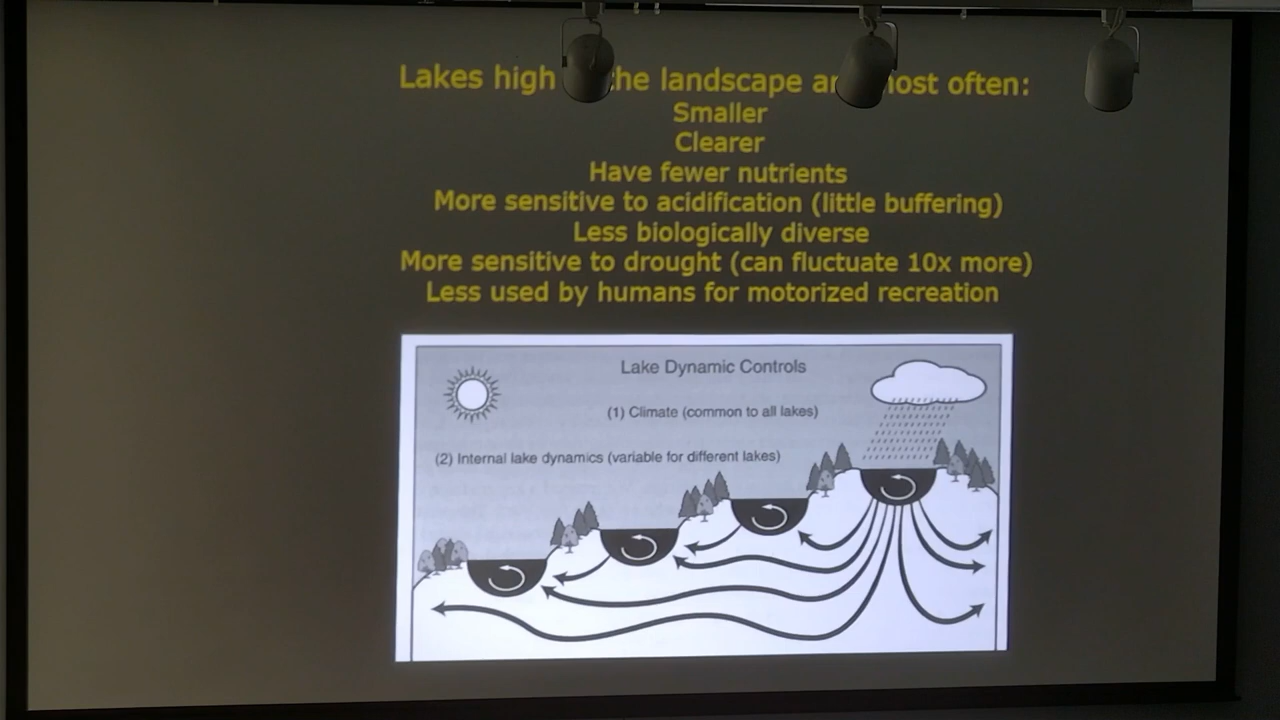 Lakes high he landscape a ost often:
Smaller
Clearer
Have fewer nutrients
More sensitive to acidification (little buffering)
Less biologically diverse
More sensitive to drought (can fluctuate 10x more)
Less used by humans for motorized recreation
Lake Dynamic Controls
(1) Climate (common to all lakes)
(2) Internal lake dynamics (variable for different lakes)